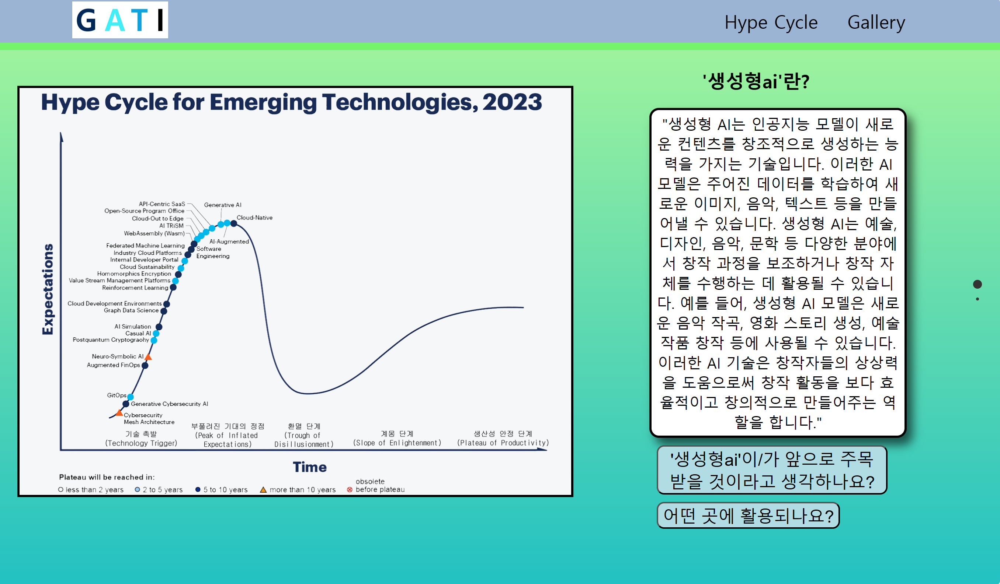 G A T I
Hype Cycle
Gallery
Hype Cycle for Emerging Technologies, 2023
Expectations
API-Centric SaaS
Open-Source Program Office
Cloud-Out to Edge
AI TRiSM
WebAssembly (Wasm)
Federated Machine Learning
Industry Cloud Platforms
Internal Developer Portal
Cloud Sustainability
Homomorphics Encryption
Value Stream Management Platforms
Reinforcement Learning
Cloud Development Environments
Graph Data Science
AI Simulation
Casual AI
Postquantum Cryptograohy
Neuro-Symbolic AI
Augmented FinOps
GitOps
Generative Cybersecurity AI
Cybersecurity
Mesh Architecture
Generative AI
Cloud-Native
AI-Augmented
Software
Engineering
기술 촉발
(Technology Trigger)
부풀려진 기대의 정점
(Peak of Inflated
Expectations)
환멸 단계
(Trough of
Disillusionment)
계몽 단계
(Slope of Enlightenment)
생산성 안정 단계
(Plateau of Productivity)
Time
Plateau will be reached in:
less than 2 years
2 to 5 years
5 to 10 years
more than 10 years
obsolete
before plateau
'생성형ai'란?
"생성형 AI는 인공지능 모델이 새로
운 컨텐츠를 창조적으로 생성하는 능
력을 가지는 기술입니다. 이러한 AI
모델은 주어진 데이터를 학습하여 새
로운 이미지, 음악, 텍스트 등을 만들
어낼 수 있습니다. 생성형 AI는 예술,
디자인, 음악, 문학 등 다양한 분야에
서 창작 과정을 보조하거나 창작 자
체를 수행하는 데 활용될 수 있습니
다. 예를 들어, 생성형 AI 모델은 새로
운 음악 작곡, 영화 스토리 생성, 예술
작품 창작 등에 사용될 수 있습니다.
이러한 AI 기술은 창작자들의 상상력
을 도움으로써 창작 활동을 보다 효
율적이고 창의적으로 만들어주는 역
할을 합니다."
'생성형ai'이/가 앞으로 주목
받을 것이라고 생각하나요?
어떤 곳에 활용되나요?